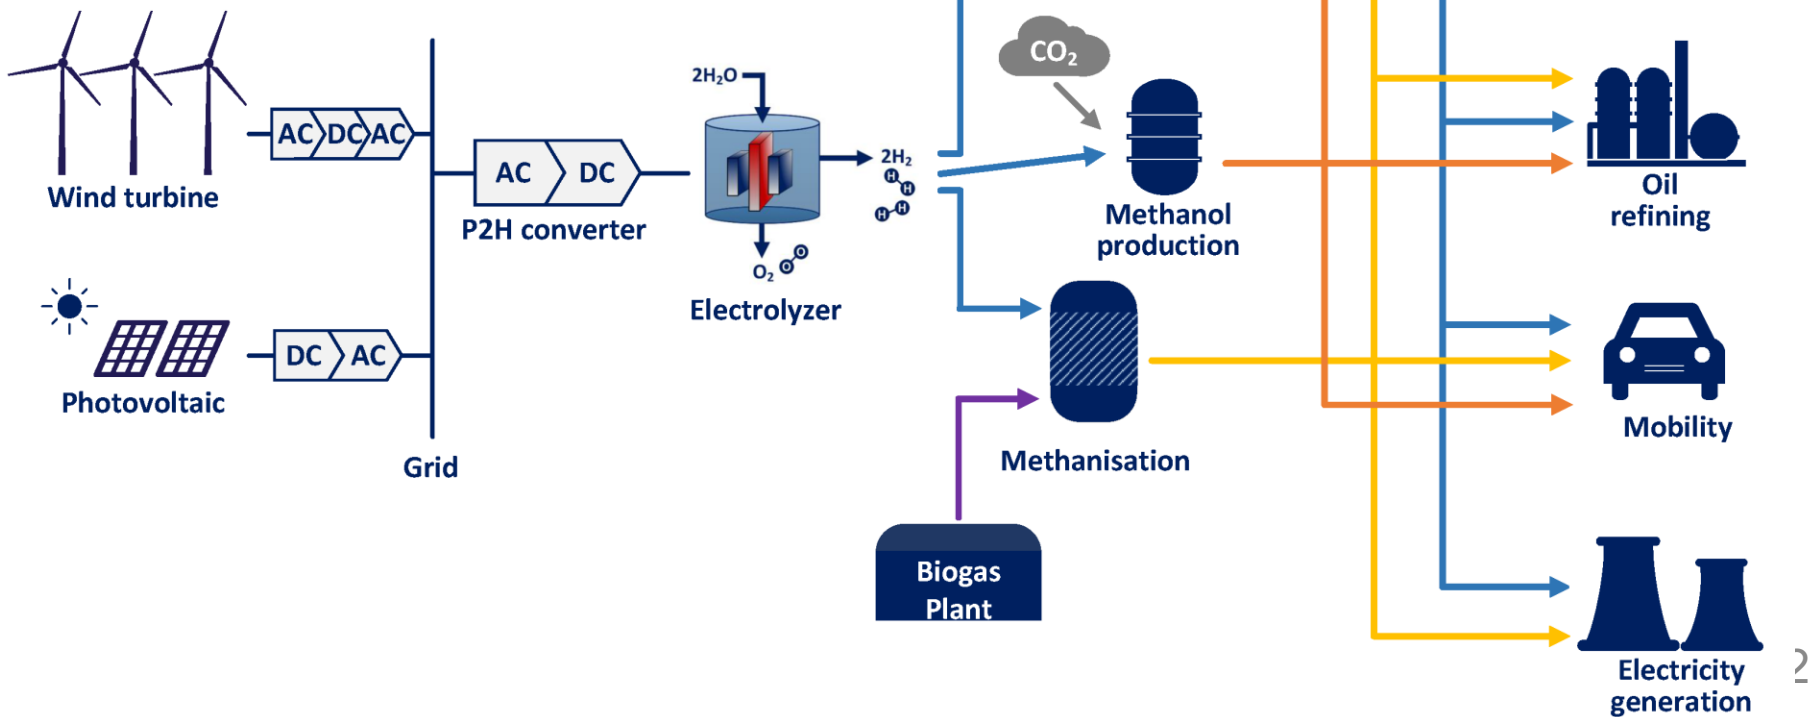 AC DC AC
Wind turbine
DC AC
Photovoltaic
Grid
AC DC
P2H converter
2H₂O
2H₂
H H
H H
O₂
O O
Electrolyzer
CO₂
Methanol
production
Methanisation
Biogas
Plant
Oil
refining
Mobility
Electricity
generation
2